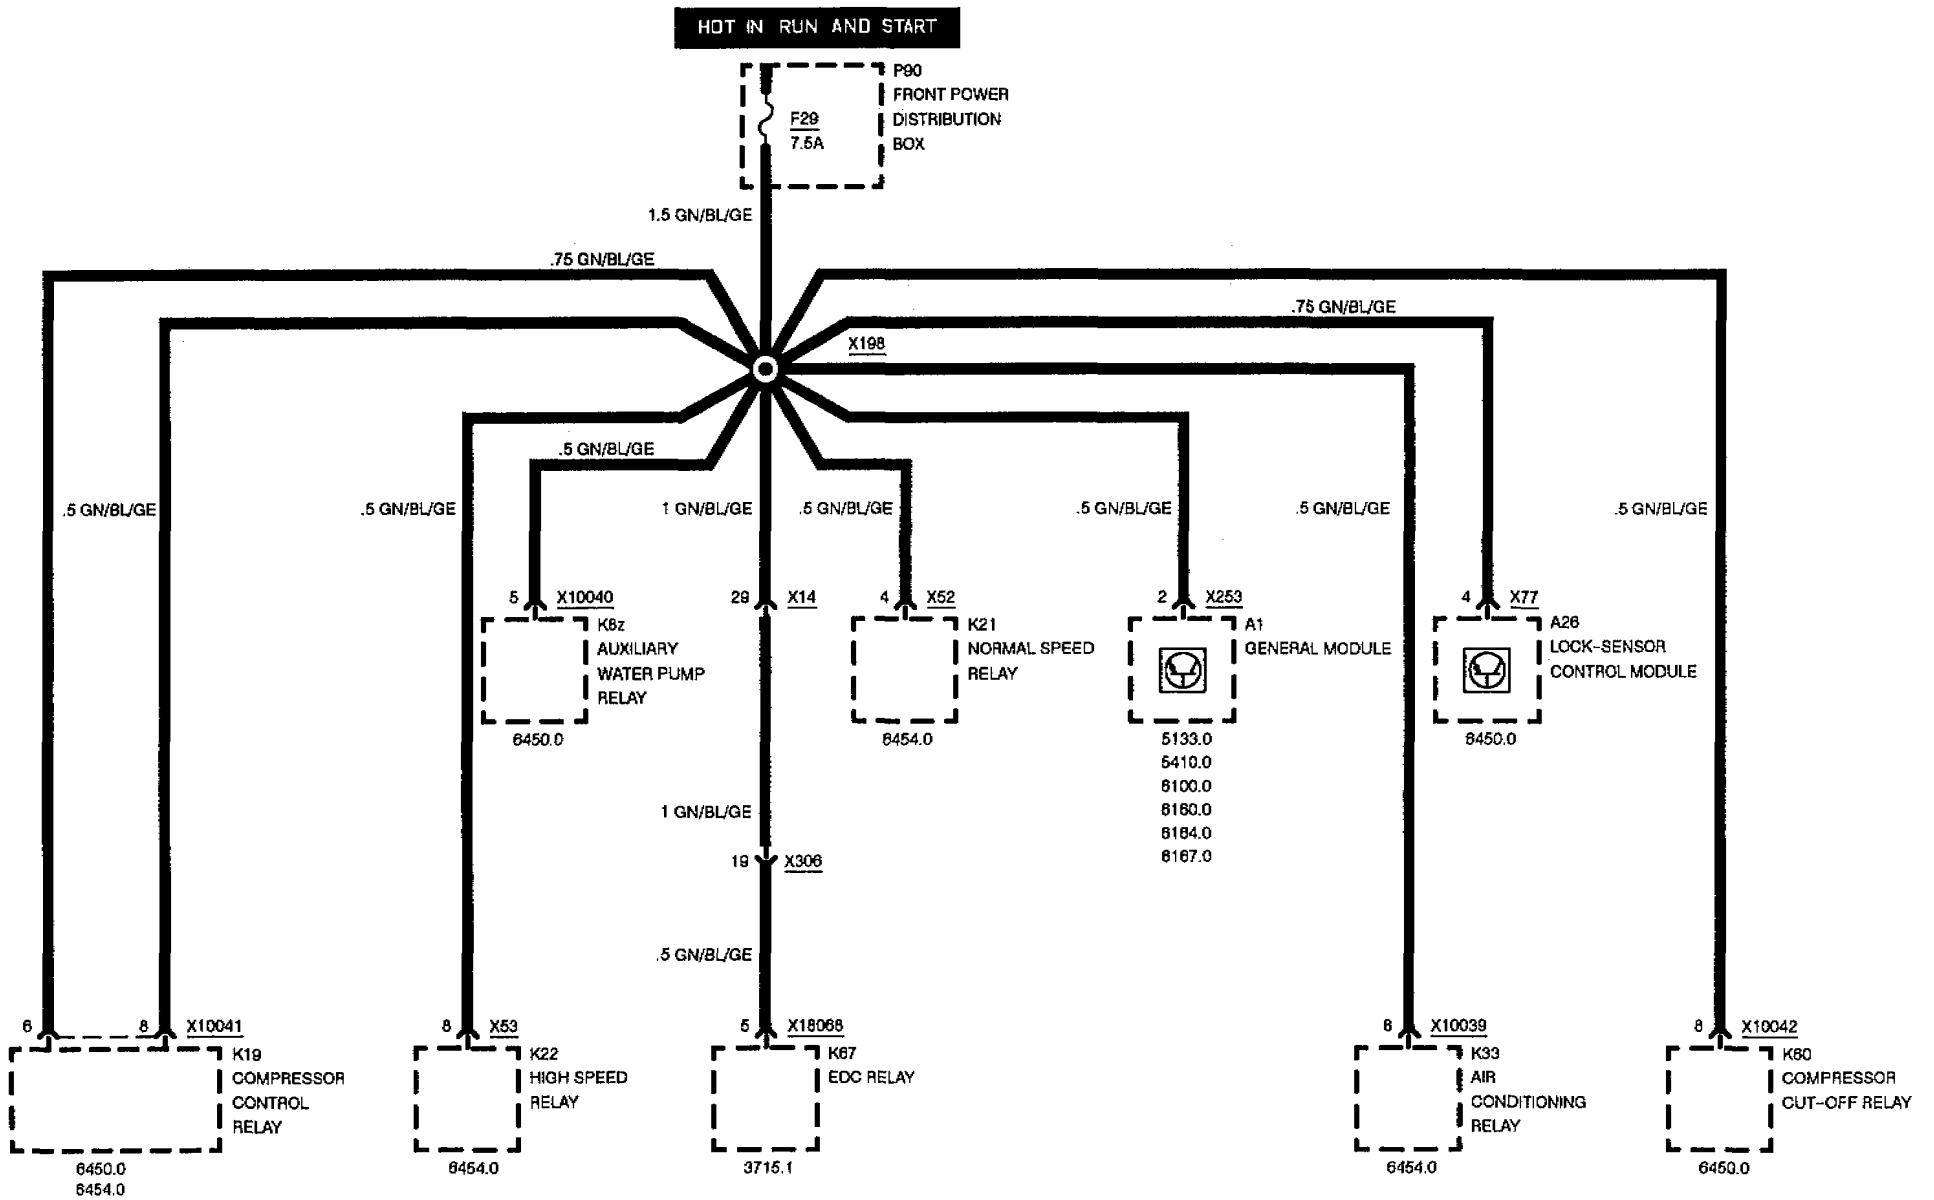 HOT IN RUN AND START
P90
FRONT POWER
DISTRIBUTION
BOX
F29
7.5A
1.5 GN/BL/GE
.75 GN/BL/GE
.75 GN/BL/GE
X198
.5 GN/BL/GE
.5 GN/BL/GE
.5 GN/BL/GE
1 GN/BL/GE
.5 GN/BL/GE
.5 GN/BL/GE
.5 GN/BL/GE
.5 GN/BL/GE
5 X10040
29 X14
4 X52
2 X253
4 X77
K6z
AUXILIARY
WATER PUMP
RELAY
6450.0
K21
NORMAL SPEED
RELAY
6454.0
A1
GENERAL MODULE
5133.0
5410.0
6100.0
6160.0
6164.0
6167.0
A26
LOCK-SENSOR
CONTROL MODULE
6450.0
1 GN/BL/GE
19 X306
.5 GN/BL/GE
6 8 X10041
8 X53
5 X18066
6 X10039
8 X10042
K19
COMPRESSOR
CONTROL
RELAY
6450.0
6454.0
K22
HIGH SPEED
RELAY
6454.0
K67
EDC RELAY
3715.1
K33
AIR
CONDITIONING
RELAY
6454.0
K60
COMPRESSOR
CUT-OFF RELAY
6450.0